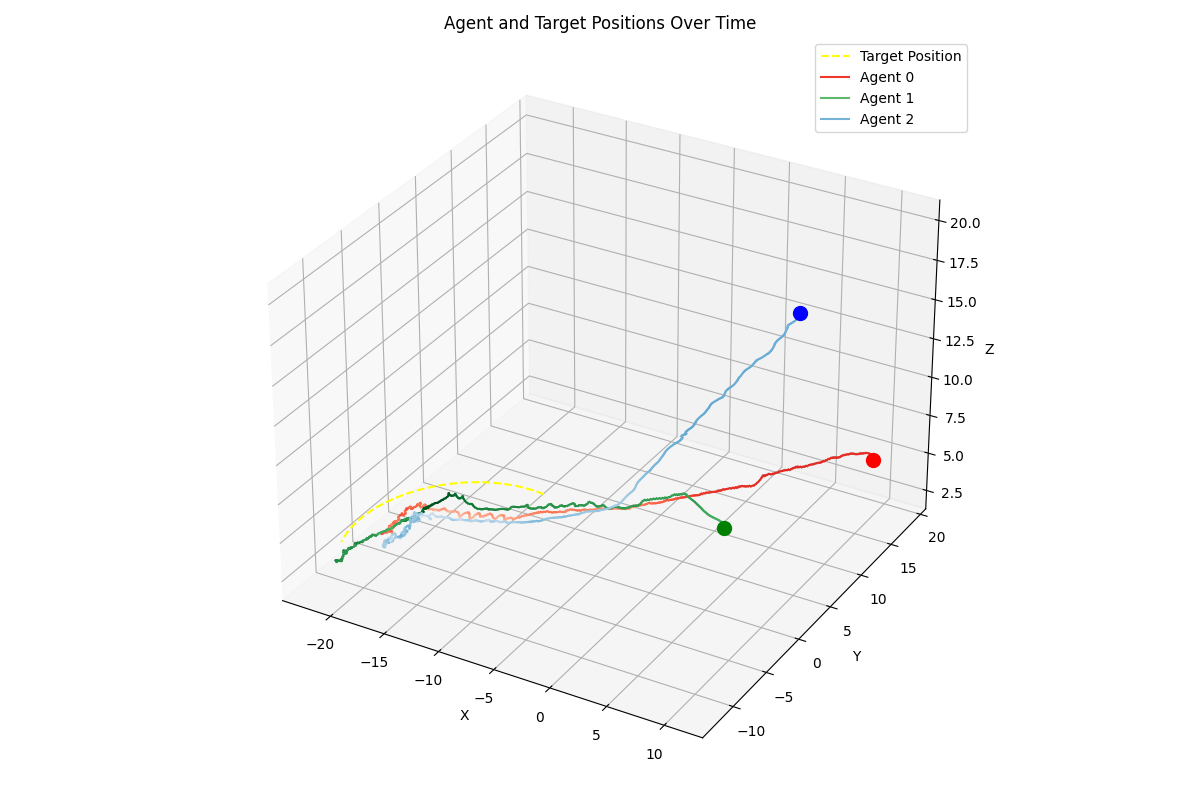 Agent and Target Positions Over Time
Target Position
Agent 0
Agent 1
Agent 2
20.0
17.5
15.0
12.5
10.0
7.5
5.0
2.5
Z
20
15
10
5
0
−5
−10
Y
−20
−15
−10
−5
0
5
10
X